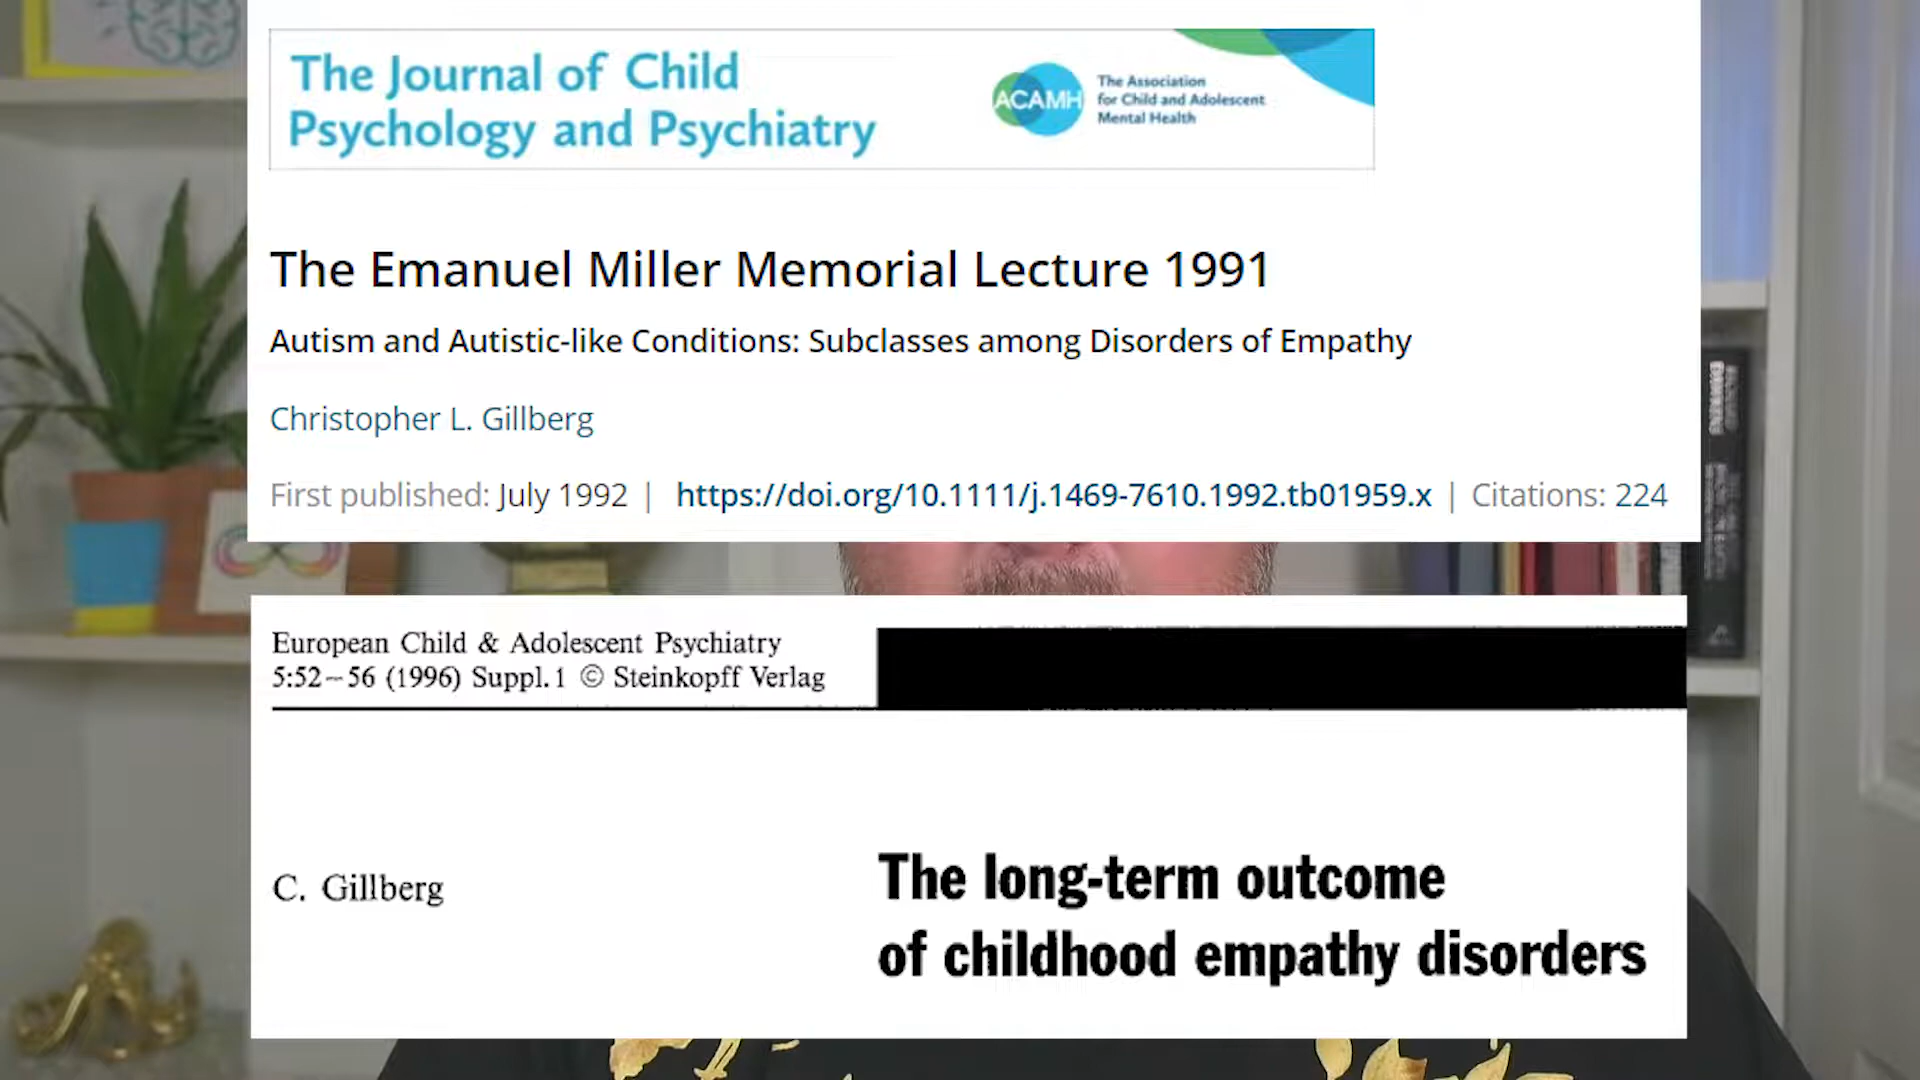 The Journal of Child
Psychology and Psychiatry
ACAMH
The Association
for Child and Adolescent
Mental Health
The Emanuel Miller Memorial Lecture 1991
Autism and Autistic-like Conditions: Subclasses among Disorders of Empathy
Christopher L. Gillberg
First published: July 1992 | https://doi.org/10.1111/j.1469-7610.1992.tb01959.x | Citations: 224
European Child & Adolescent Psychiatry
5:52–56 (1996) Suppl. 1 © Steinkopff Verlag
C. Gillberg
The long-term outcome
of childhood empathy disorders